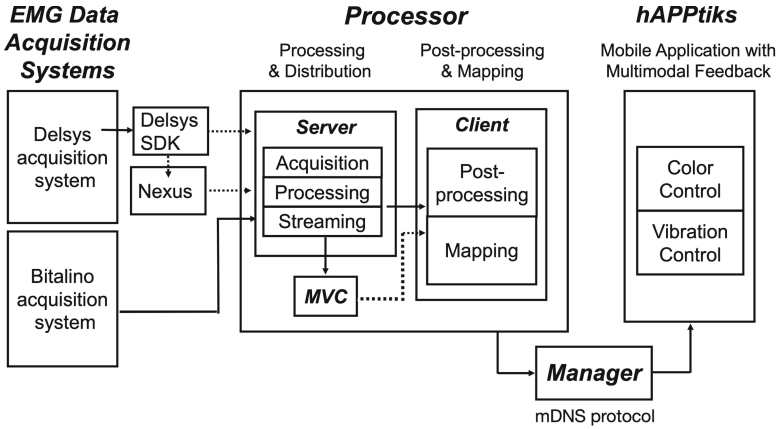 EMG Data
Acquisition
Systems
Processor
hAPPtiks
Processing
& Distribution
Post-processing
& Mapping
Mobile Application with
Multimodal Feedback
Delsys
acquisition
system
Delsys
SDK
Nexus
Bitalino
acquisition
system
Server
Acquisition
Processing
Streaming
MVC
Client
Post-
processing
Mapping
Color
Control
Vibration
Control
Manager
mDNS protocol